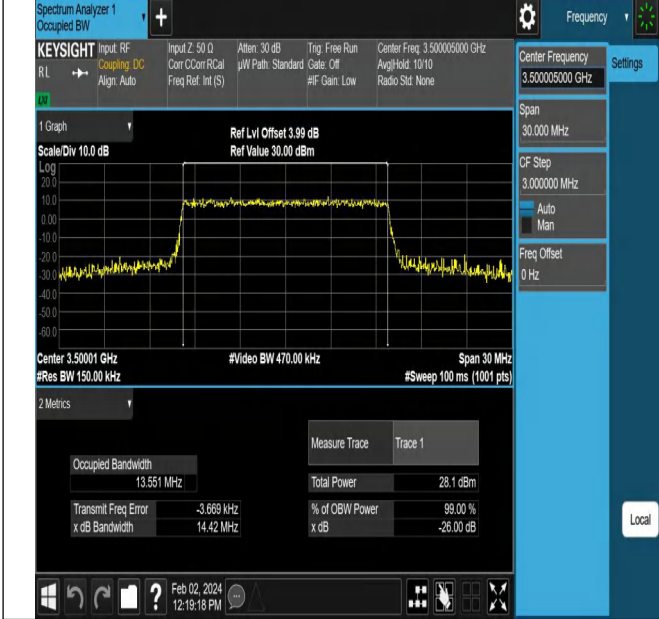 Spectrum Analyzer 1
Occupied BW
Frequency
KEYSIGHT
RL
LXI
Input: RF
Coupling: DC
Align: Auto
Input Z: 50 Ω
Corr CCorr RCal
Freq Ref: Int (S)
Atten: 30 dB
µW Path: Standard
Trig: Free Run
Gate: Off
#IF Gain: Low
Center Freq: 3.500005000 GHz
Avg|Hold: 10/10
Radio Std: None
1 Graph
Scale/Div 10.0 dB
Ref Lvl Offset 3.99 dB
Ref Value 30.00 dBm
Log
20.0
10.0
0.00
-10.0
-20.0
-30.0
-40.0
-50.0
-60.0
Center 3.50001 GHz
#Video BW 470.00 kHz
Span 30 MHz
#Res BW 150.00 kHz
#Sweep 100 ms (1001 pts)
2 Metrics
Measure Trace Trace 1
Occupied Bandwidth
13.551 MHz
Total Power 28.1 dBm
Transmit Freq Error -3.669 kHz
% of OBW Power 99.00 %
x dB Bandwidth 14.42 MHz
x dB -26.00 dB
Center Frequency
3.500005000 GHz
Settings
Span
30.000 MHz
CF Step
3.000000 MHz
Auto
Man
Freq Offset
0 Hz
Local
?
Feb 02, 2024
12:19:18 PM